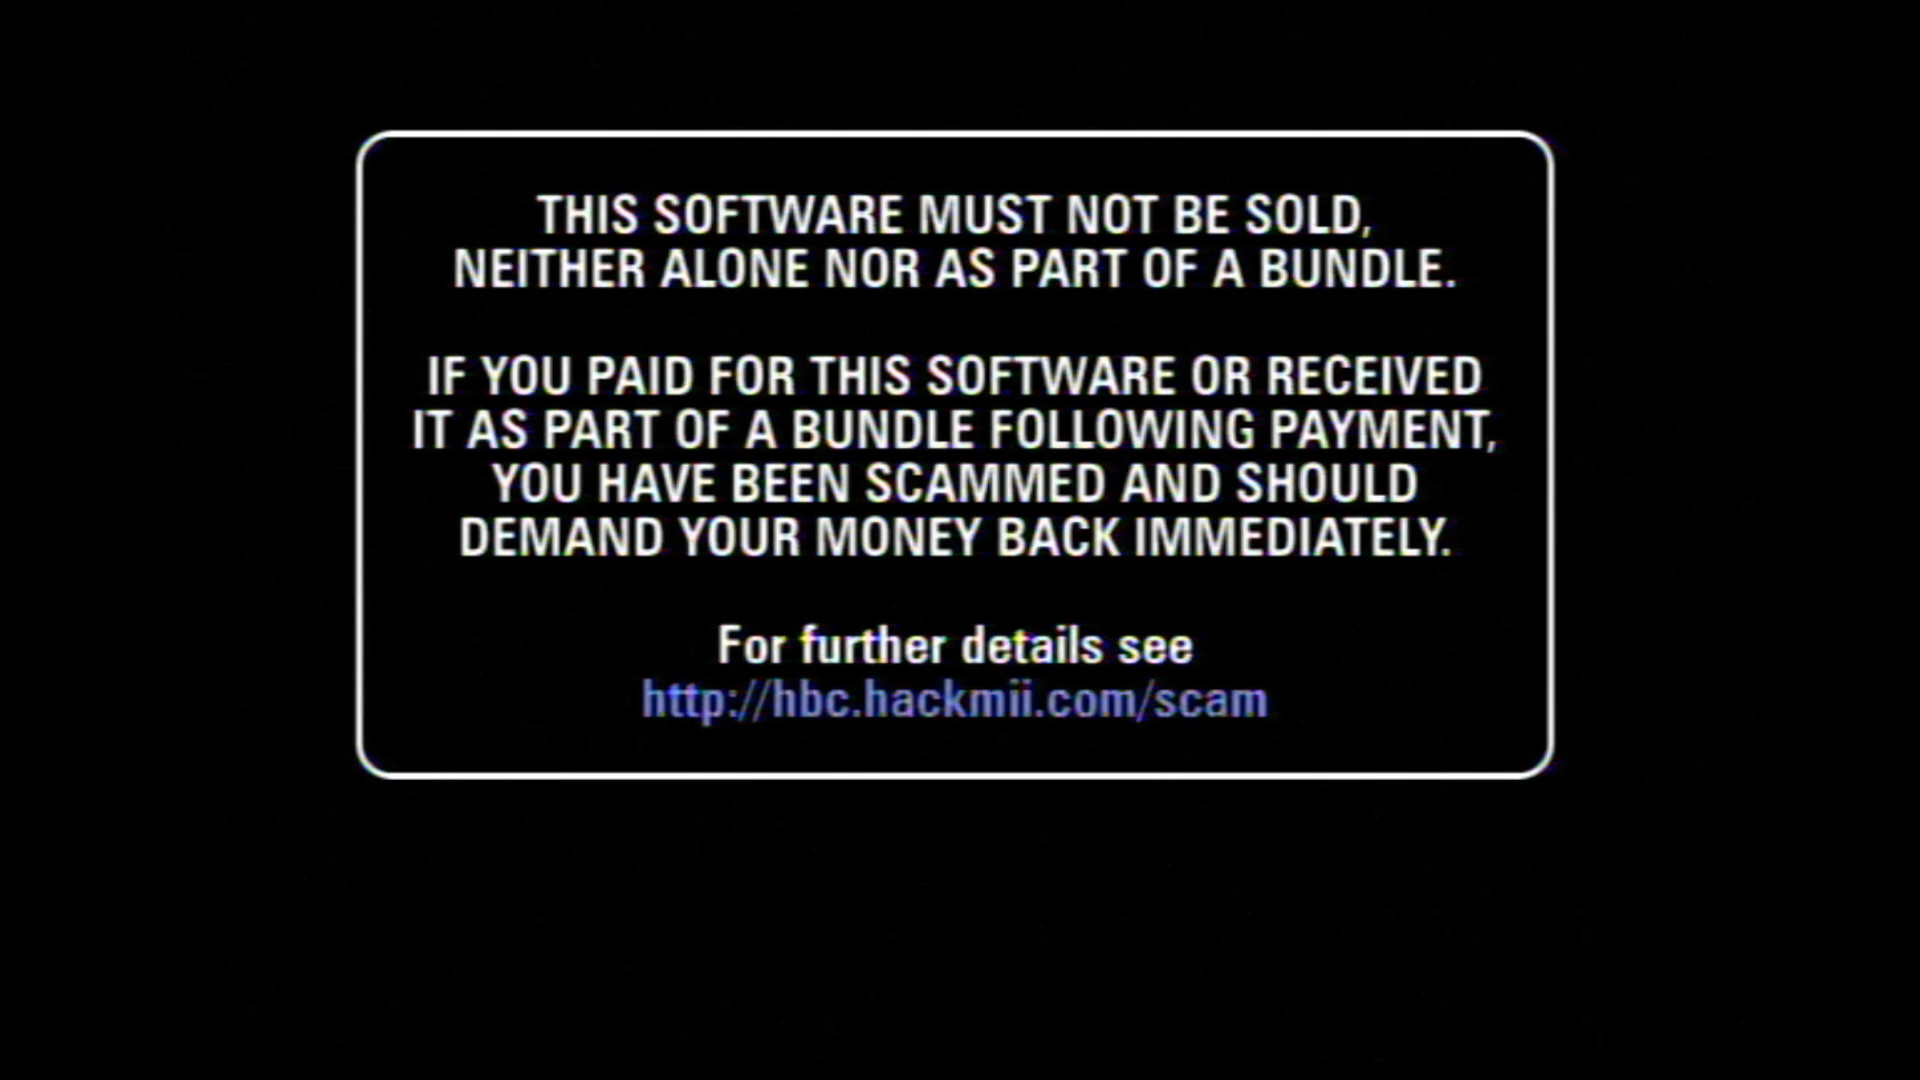 THIS SOFTWARE MUST NOT BE SOLD,
NEITHER ALONE NOR AS PART OF A BUNDLE.
IF YOU PAID FOR THIS SOFTWARE OR RECEIVED
IT AS PART OF A BUNDLE FOLLOWING PAYMENT,
YOU HAVE BEEN SCAMMED AND SHOULD
DEMAND YOUR MONEY BACK IMMEDIATELY.
For further details see
http://hbc.hackmii.com/scam